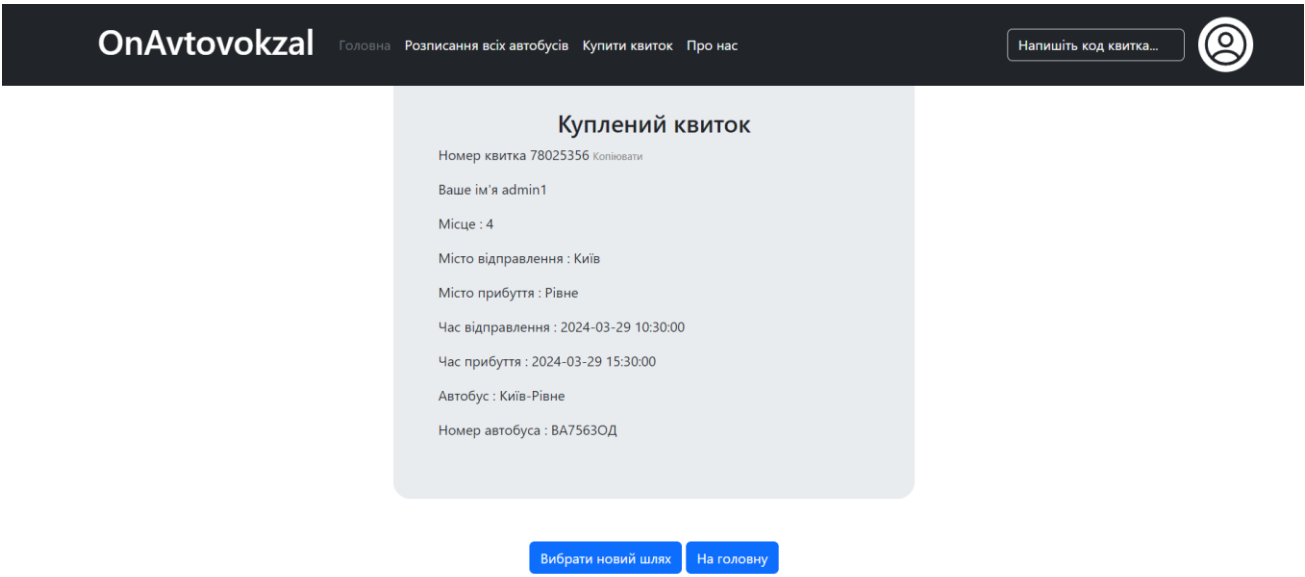 OnAvtovokzal Головна Розписання всіх автобусів Купити квиток Про нас Напишіть код квитка...
Куплений квиток
Номер квитка 78025356 Копіювати
Ваше ім'я admin1
Місце : 4
Місто відправлення : Київ
Місто прибуття : Рівне
Час відправлення : 2024-03-29 10:30:00
Час прибуття : 2024-03-29 15:30:00
Автобус : Київ-Рівне
Номер автобуса : ВА7563ОД
Вибрати новий шлях На головну